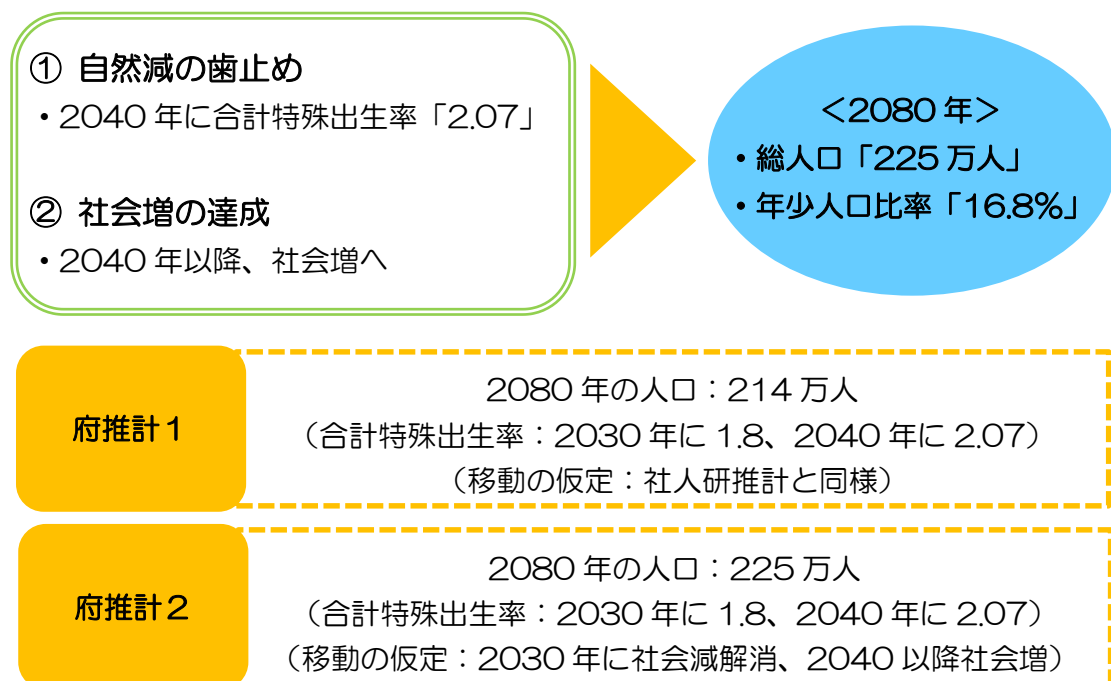 ① 自然減の歯止め
・2040 年に合計特殊出生率「2.07」
② 社会増の達成
・2040 年以降、社会増へ
＜2080 年＞
・総人口「225 万人」
・年少人口比率「16.8%」
府推計１
2080 年の人口：214 万人
（合計特殊出生率：2030 年に 1.8、2040 年に 2.07）
（移動の仮定：社人研推計と同様）
府推計２
2080 年の人口：225 万人
（合計特殊出生率：2030 年に 1.8、2040 年に 2.07）
（移動の仮定：2030 年に社会減解消、2040 以降社会増）